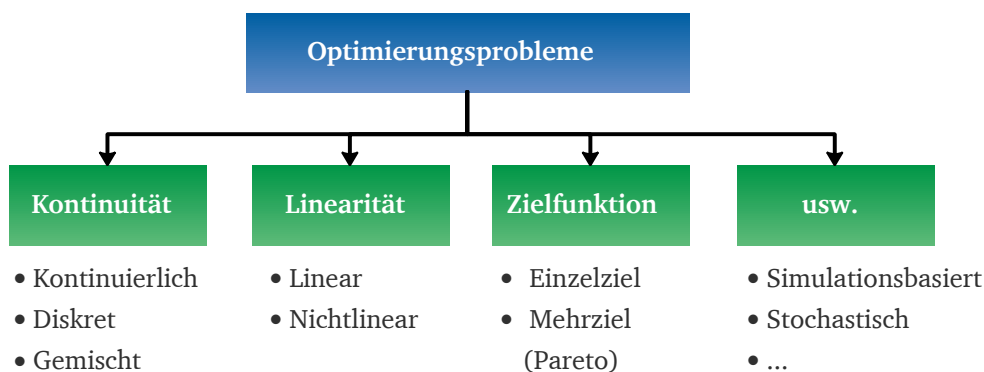 Optimierungsprobleme
Kontinuität
• Kontinuierlich
• Diskret
• Gemischt
Linearität
• Linear
• Nichtlinear
Zielfunktion
• Einzelziel
• Mehrziel
(Pareto)
usw.
• Simulationsbasiert
• Stochastisch
• ...